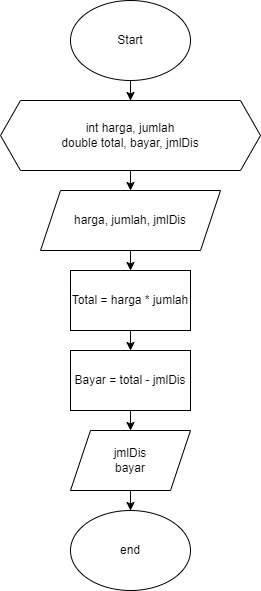 Start
int harga, jumlah
double total, bayar, jmlDis
harga, jumlah, jmlDis
Total = harga * jumlah
Bayar = total - jmlDis
jmlDis
bayar
end